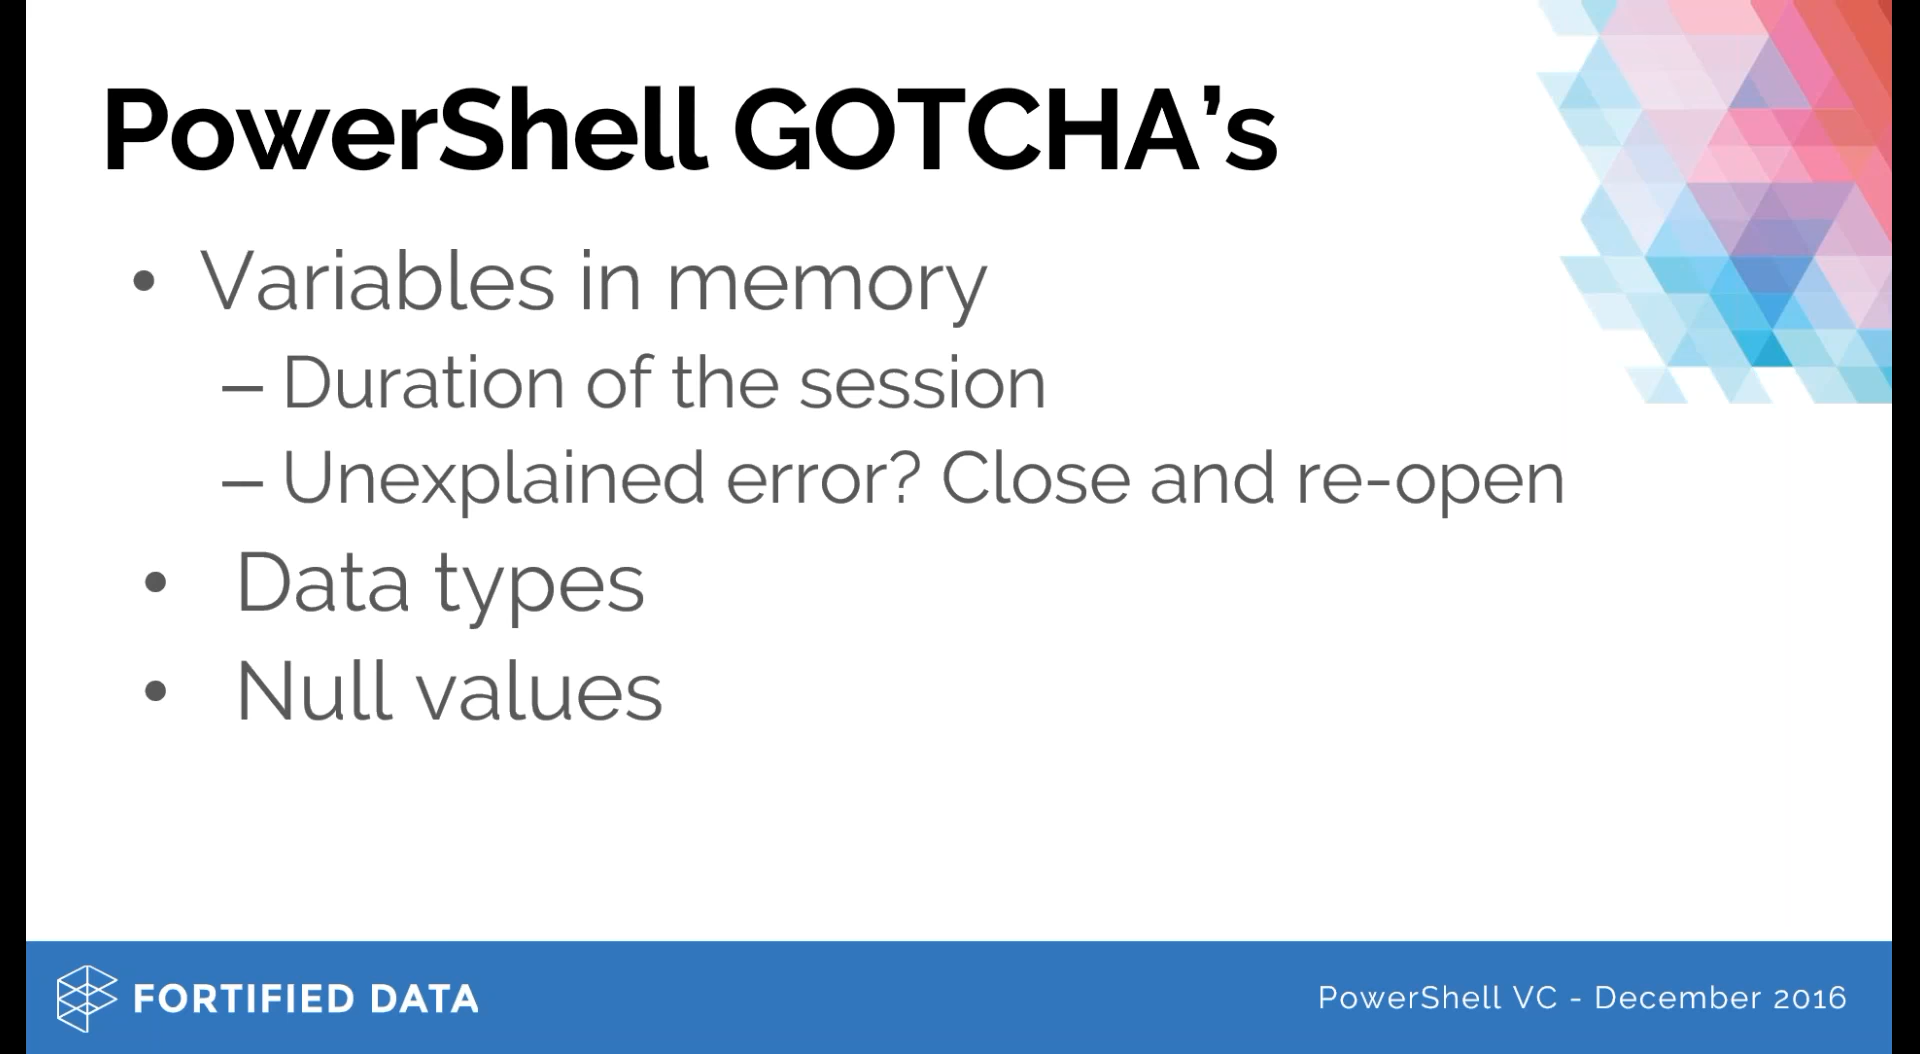 PowerShell GOTCHA's
• Variables in memory
– Duration of the session
– Unexplained error? Close and re-open
• Data types
• Null values
FORTIFIED DATA
PowerShell VC - December 2016